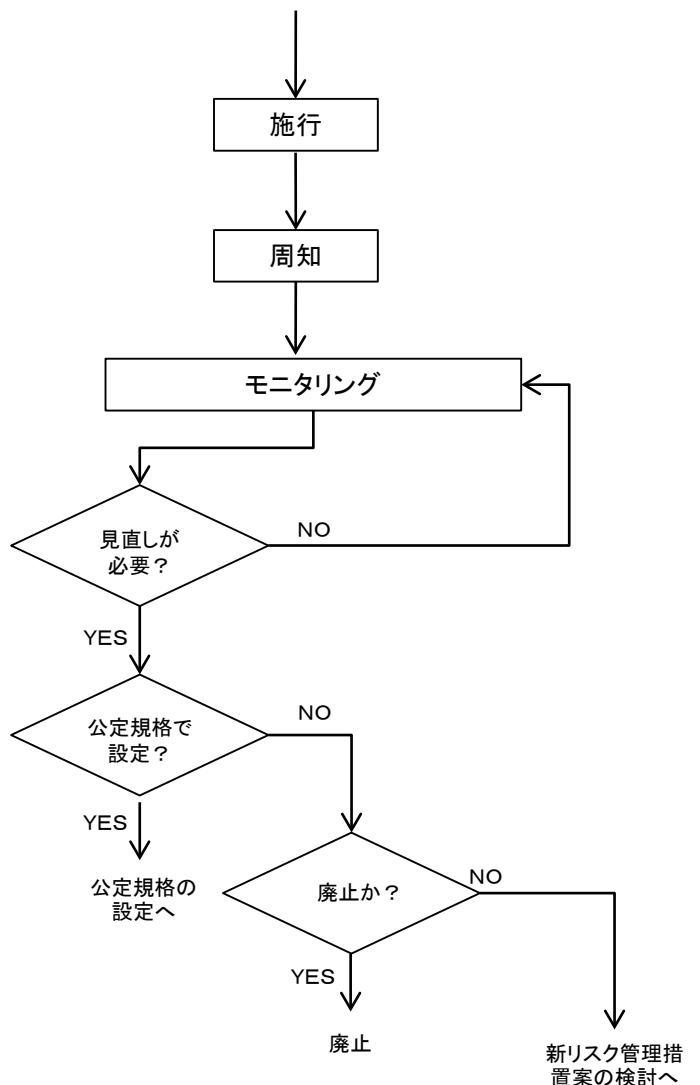 施行
周知
モニタリング
見直しが
必要？
NO
YES
公定規格で
設定？
NO
YES
公定規格の
設定へ
廃止か？
NO
YES
廃止
新リスク管理措
置案の検討へ